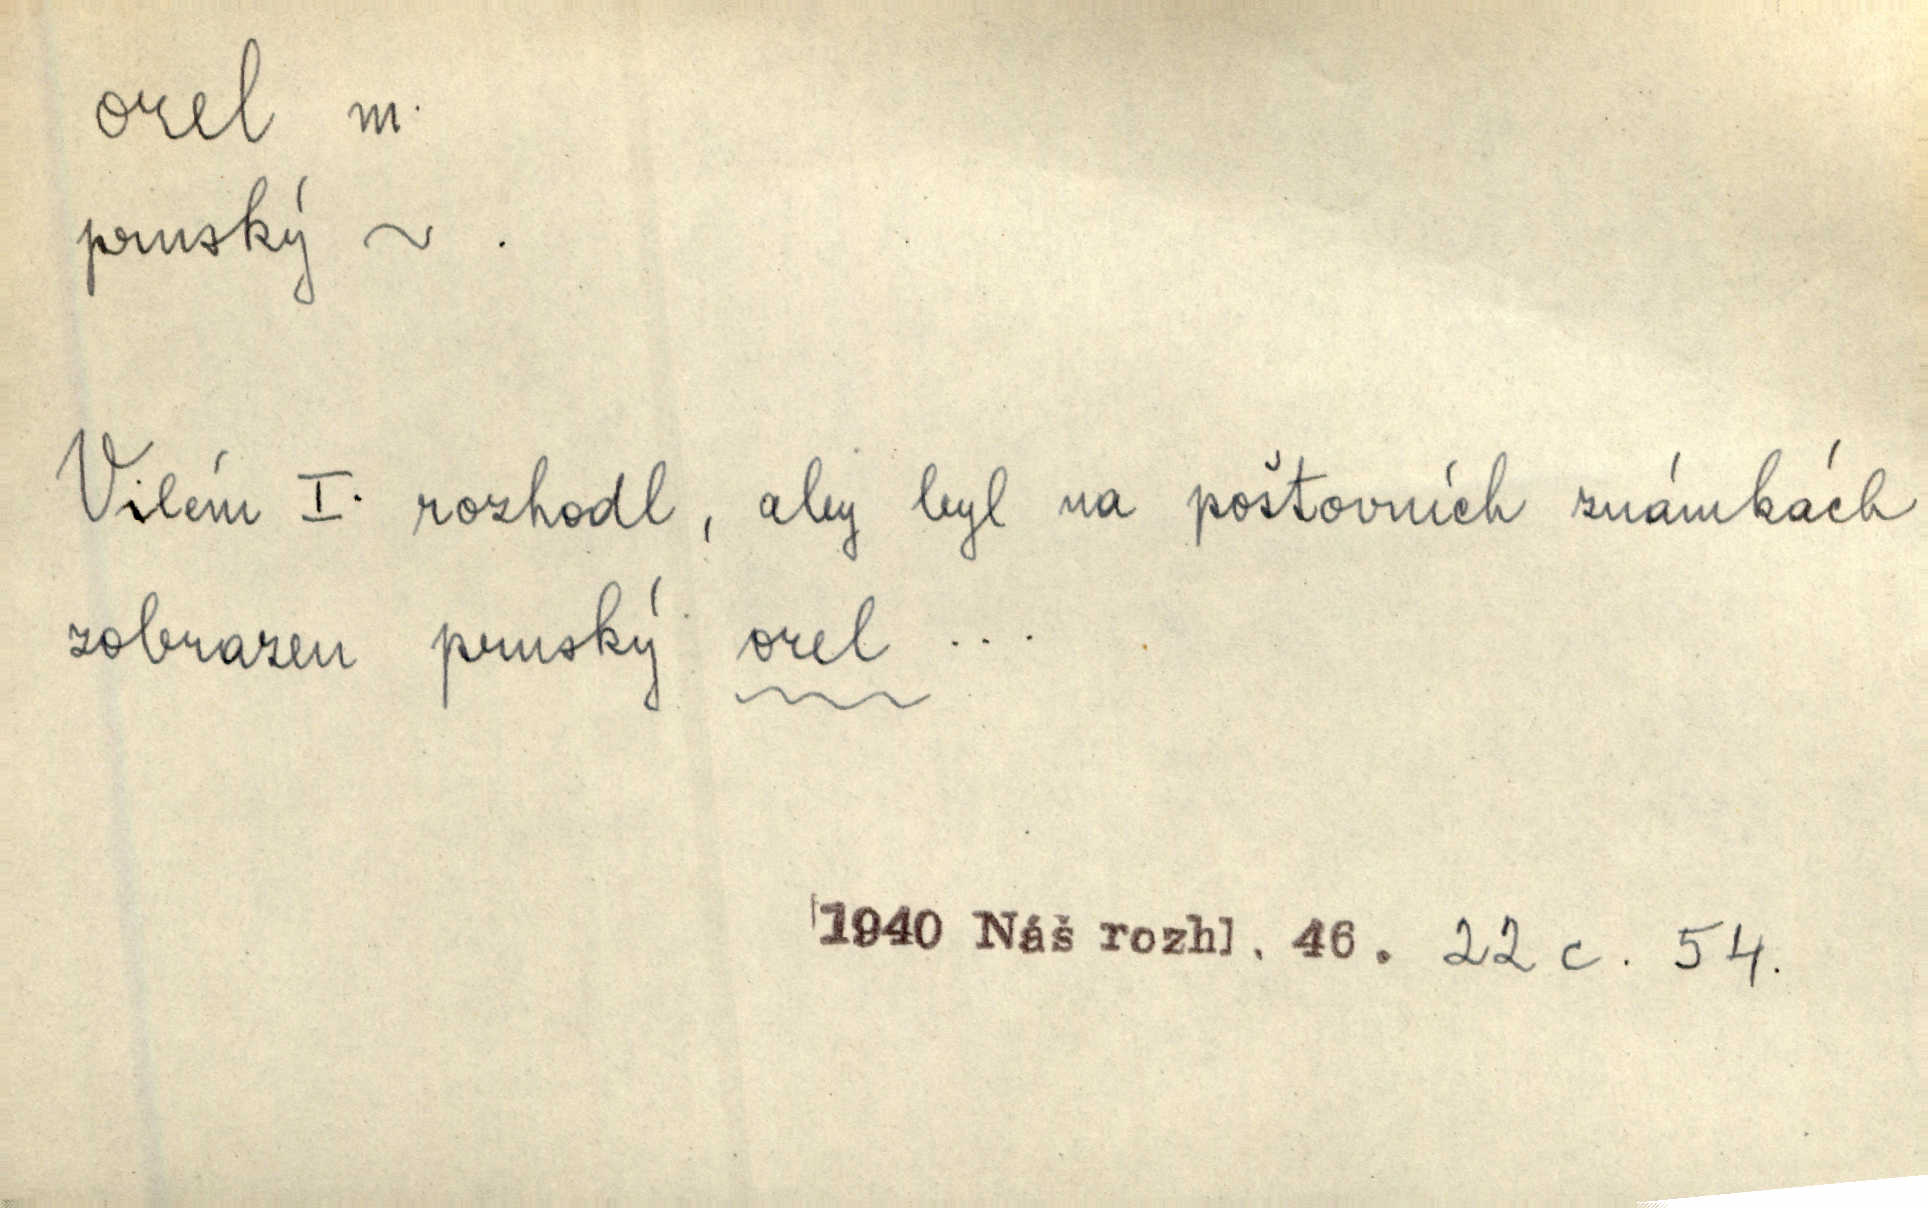 orel m.
pruský ~ .
Vilém I. rozhodl, aby byl na poštovních známkách
zobrazen pruský orel ...
1940 Náš rozhl. 46. 22 c. 54.